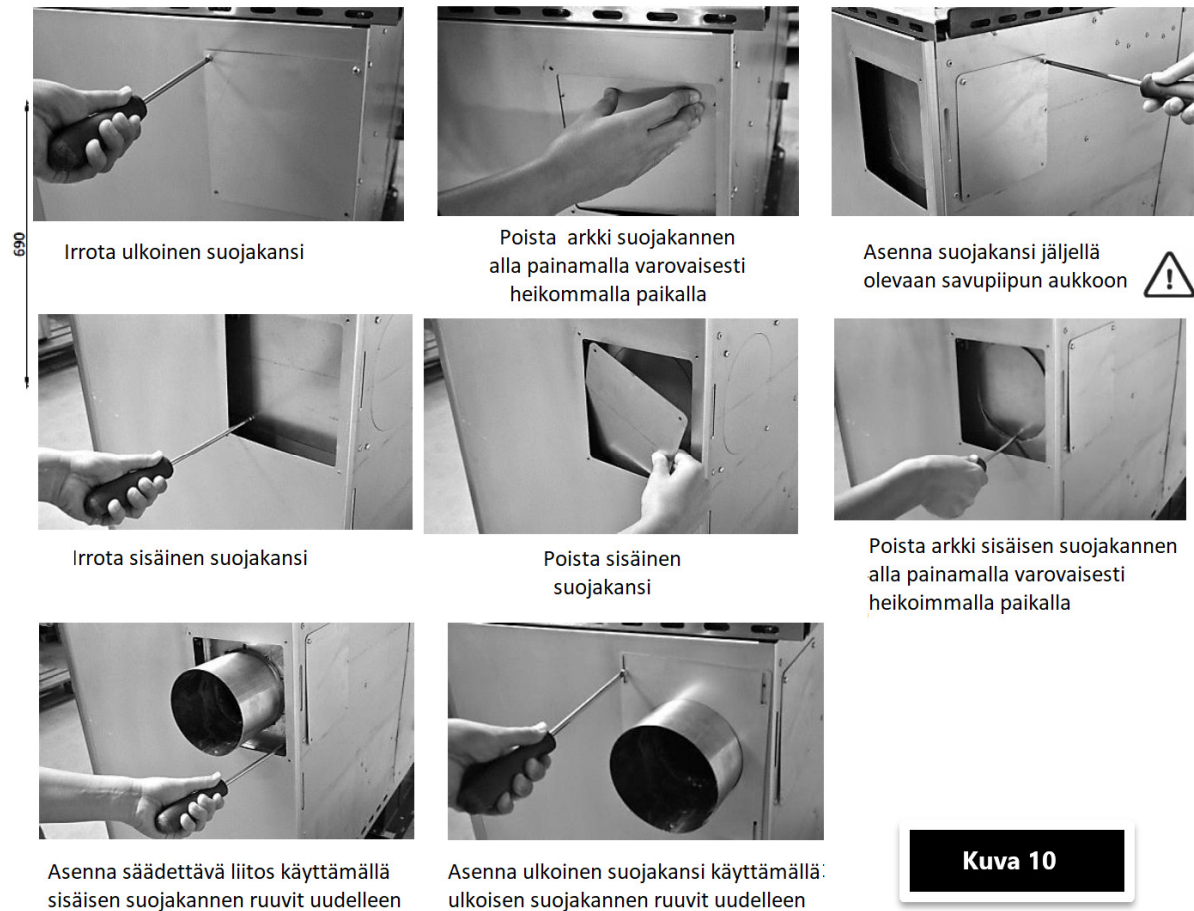 690
Irrota ulkoinen suojakansi
Poista arkki suojakannen
alla painamalla varovaisesti
heikommalla paikalla
Asenna suojakansi jäljellä
olevaan savupiipun aukkoon
Irrota sisäinen suojakansi
Poista sisäinen
suojakansi
Poista arkki sisäisen suojakannen
alla painamalla varovaisesti
heikoimmalla paikalla
Asenna säädettävä liitos käyttämällä
sisäisen suojakannen ruuvit uudelleen
Asenna ulkoinen suojakansi käyttämällä
ulkoisen suojakannen ruuvit uudelleen
Kuva 10